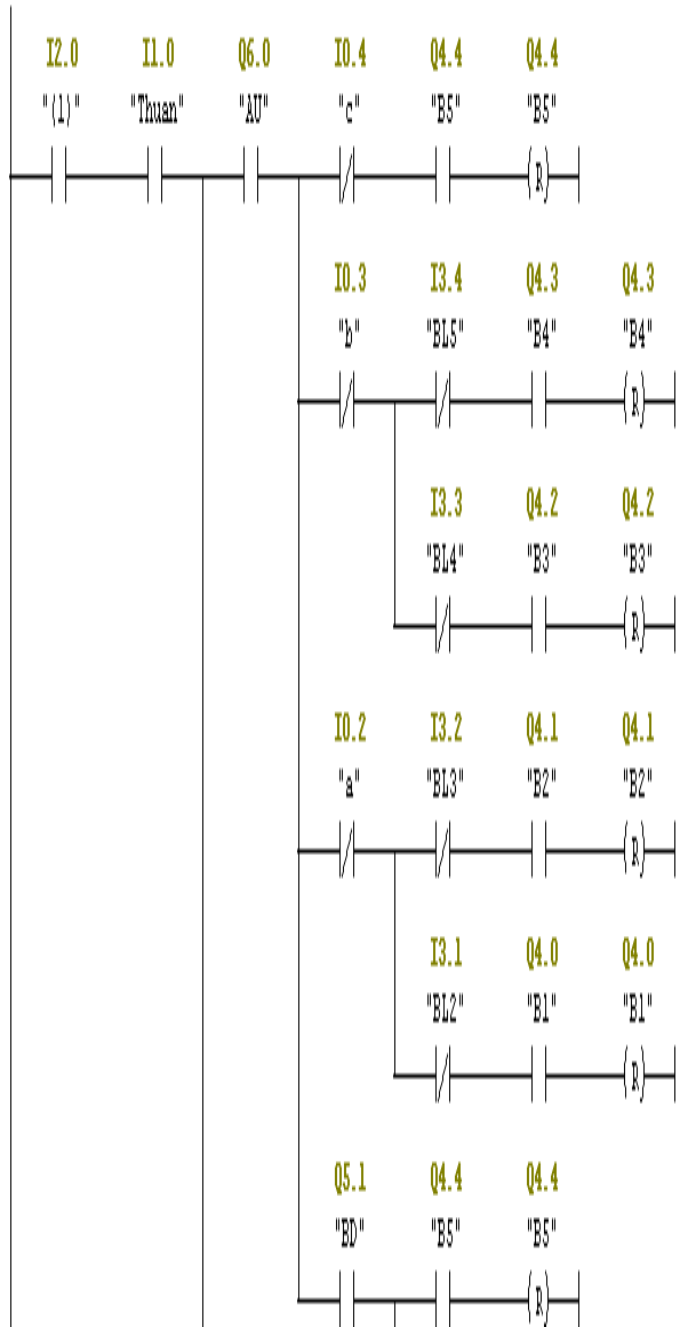 I2.0 I1.0 Q6.0 I0.4 Q4.4 Q4.4
"(1)" "Thuan" "AU" "c" "B5" "B5"
(R)
I0.3 I3.4 Q4.3 Q4.3
"b" "BL5" "B4" "B4"
(R)
I3.3 Q4.2 Q4.2
"BL4" "B3" "B3"
(R)
I0.2 I3.2 Q4.1 Q4.1
"a" "BL3" "B2" "B2"
(R)
I3.1 Q4.0 Q4.0
"BL2" "B1" "B1"
(R)
Q5.1 Q4.4 Q4.4
"BD" "B5" "B5"
(R)